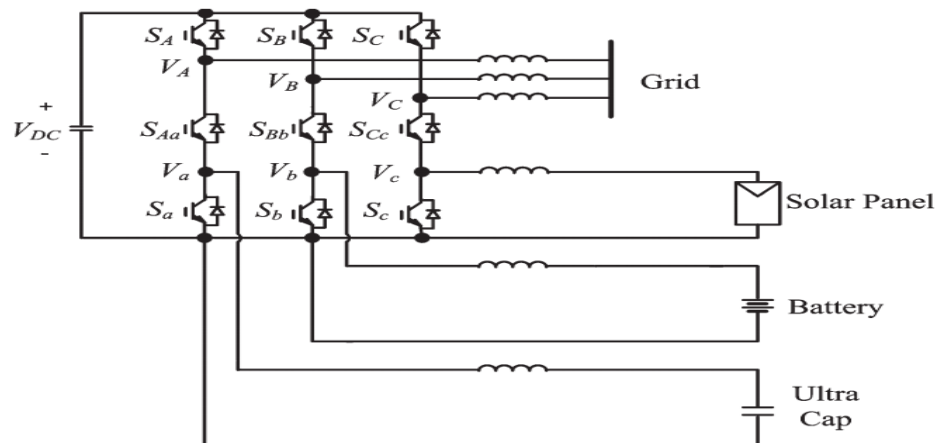 S_A S_B S_C
V_A
V_B
Grid
V_C
+
V_DC
-
S_Aa S_Bb S_Cc
V_a V_b V_c
S_a S_b S_c
Solar Panel
Battery
Ultra
Cap